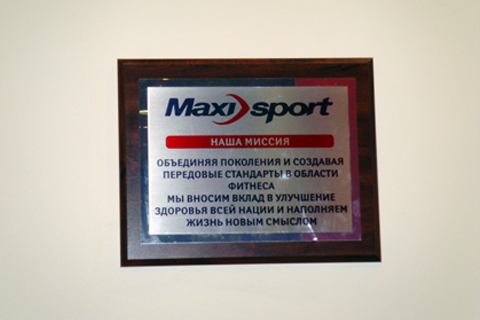 Maxi sport
НАША МИССИЯ
ОБЪЕДИНЯЯ ПОКОЛЕНИЯ И СОЗДАВАЯ
ПЕРЕДОВЫЕ СТАНДАРТЫ В ОБЛАСТИ
ФИТНЕСА
МЫ ВНОСИМ ВКЛАД В УЛУЧШЕНИЕ
ЗДОРОВЬЯ ВСЕЙ НАЦИИ И НАПОЛНЯЕМ
ЖИЗНЬ НОВЫМ СМЫСЛОМ